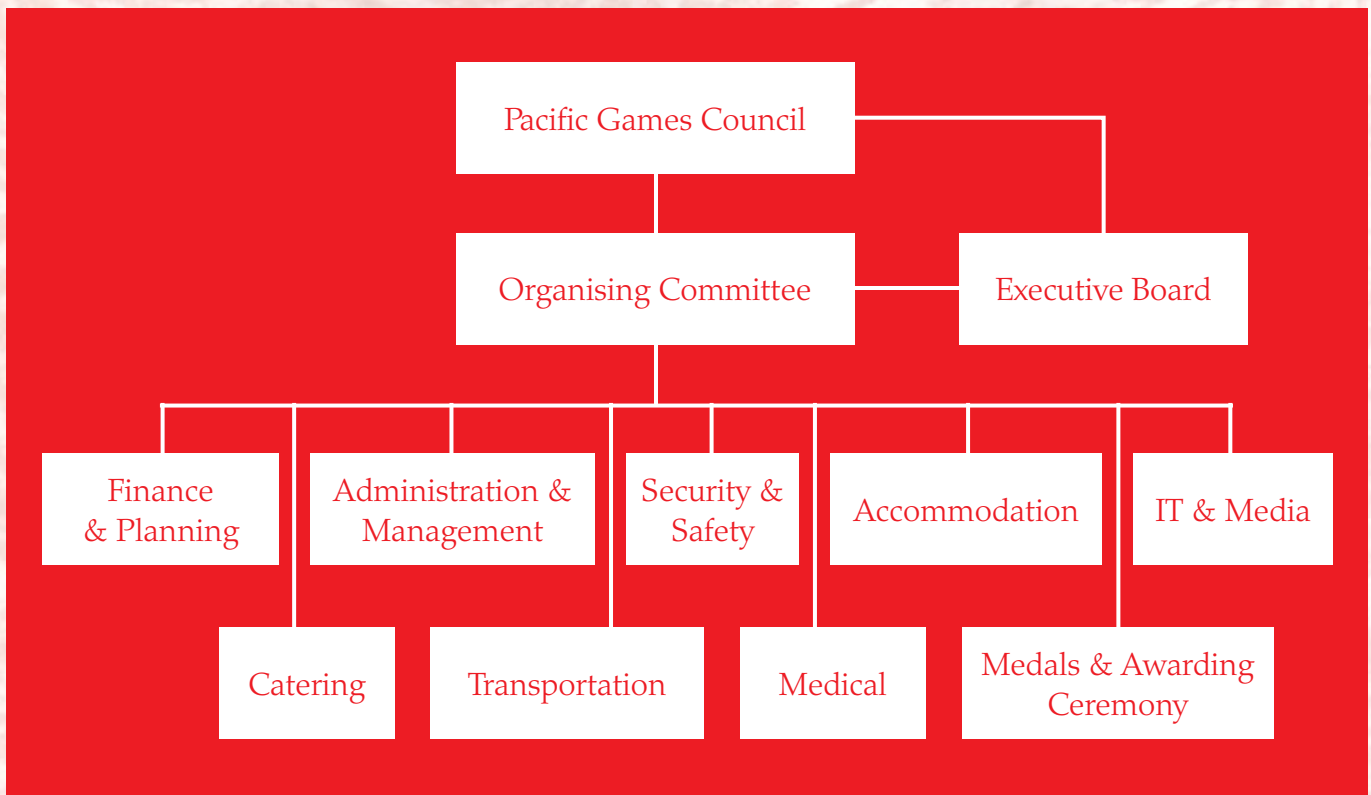 Pacific Games Council
Organising Committee
Executive Board
Finance
& Planning
Administration &
Management
Security &
Safety
Accommodation
IT & Media
Catering
Transportation
Medical
Medals & Awarding
Ceremony